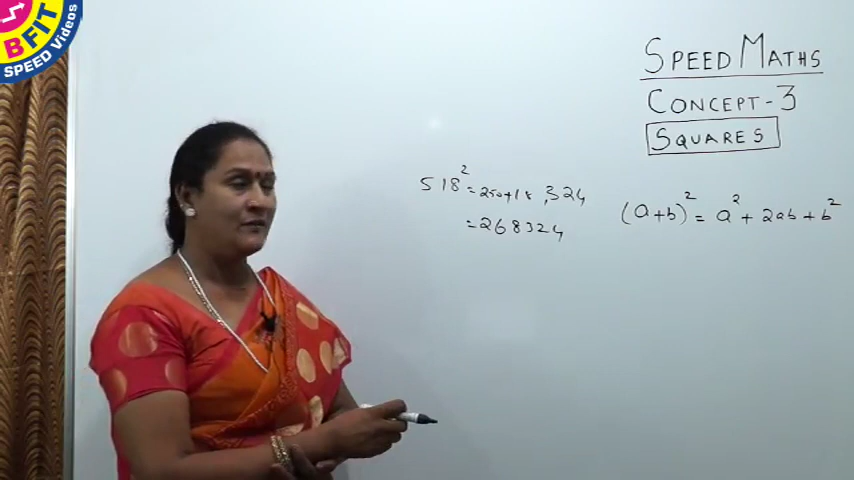 BFIT
SPEED Videos
SPEED MATHS
CONCEPT-3
SQUARES
518² = 250+18,324
= 268324
(a+b)² = a² + 2ab + b²